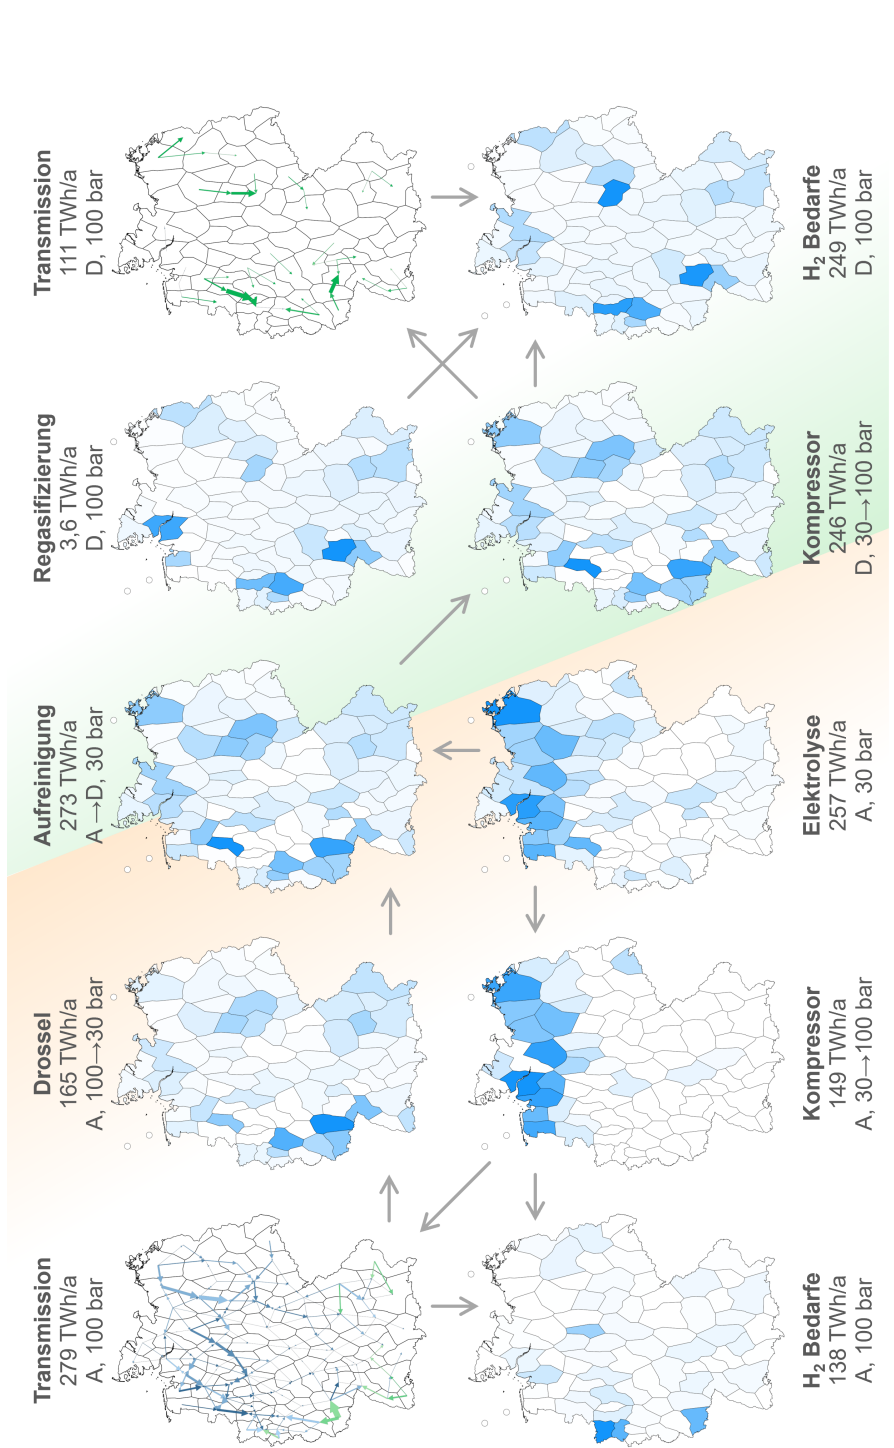 Transmission
279 TWh/a
A, 100 bar
Drossel
165 TWh/a
A, 100→30 bar
Aufreinigung
273 TWh/a
A→D, 30 bar
Regasifizierung
3,6 TWh/a
D, 100 bar
Transmission
111 TWh/a
D, 100 bar
H₂ Bedarfe
138 TWh/a
A, 100 bar
Kompressor
149 TWh/a
A, 30→100 bar
Elektrolyse
257 TWh/a
A, 30 bar
Kompressor
246 TWh/a
D, 30→100 bar
H₂ Bedarfe
249 TWh/a
D, 100 bar